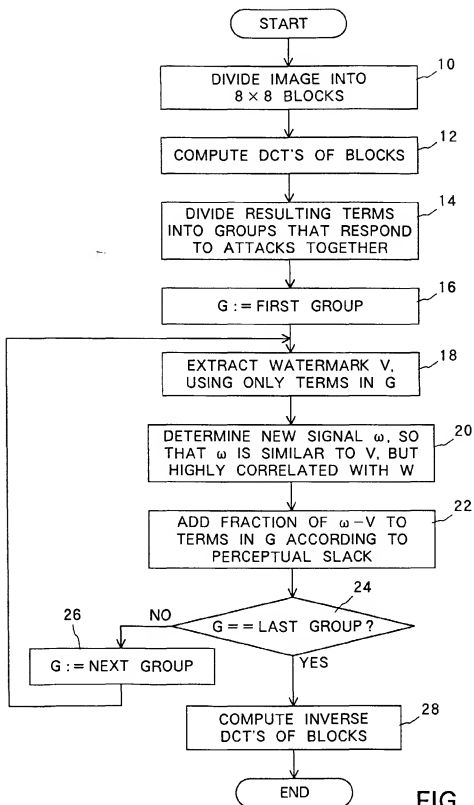 START
10
DIVIDE IMAGE INTO
8 × 8 BLOCKS
12
COMPUTE DCT'S OF BLOCKS
14
DIVIDE RESULTING TERMS
INTO GROUPS THAT RESPOND
TO ATTACKS TOGETHER
16
G := FIRST GROUP
18
EXTRACT WATERMARK V,
USING ONLY TERMS IN G
20
DETERMINE NEW SIGNAL ω, SO
THAT ω IS SIMILAR TO V, BUT
HIGHLY CORRELATED WITH W
22
ADD FRACTION OF ω-V TO
TERMS IN G ACCORDING TO
PERCEPTUAL SLACK
24
G == LAST GROUP?
NO
26
G := NEXT GROUP
YES
28
COMPUTE INVERSE
DCT'S OF BLOCKS
END
FIG